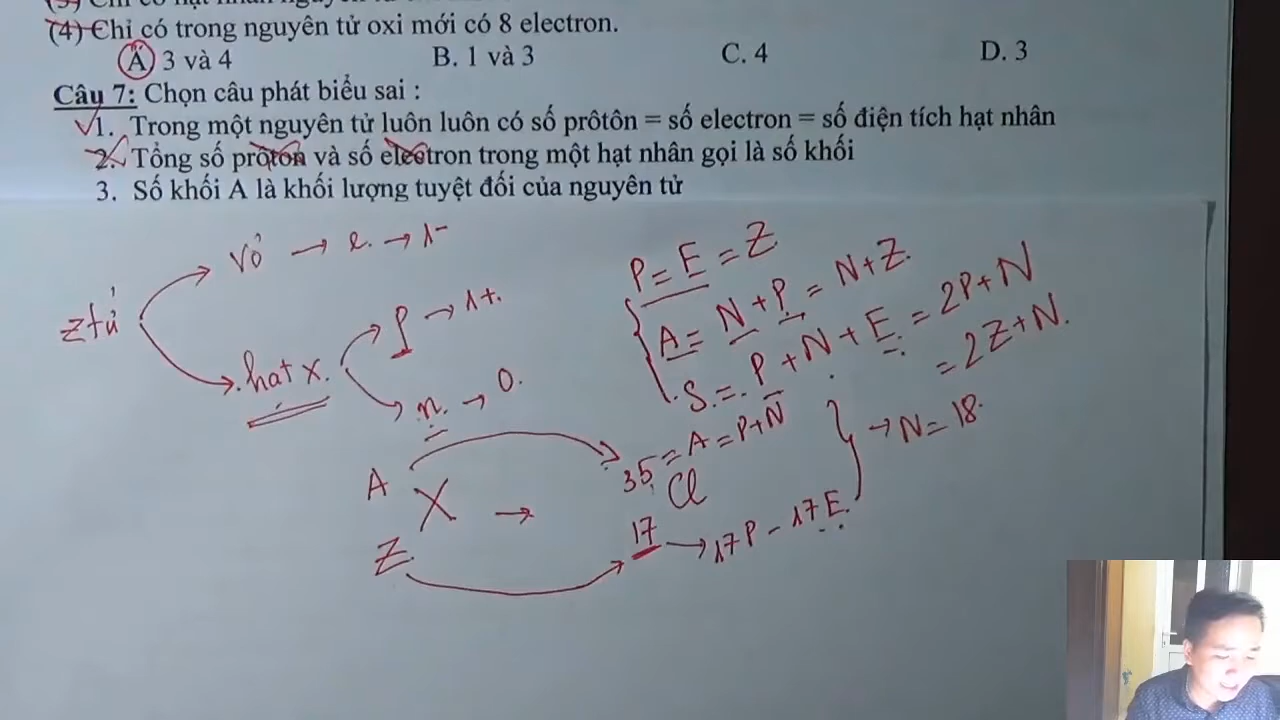 (4) Chỉ có trong nguyên tử oxi mới có 8 electron.
A. 3 và 4 B. 1 và 3 C. 4 D. 3
Câu 7: Chọn câu phát biểu sai :
1. Trong một nguyên tử luôn luôn có số prôtôn = số electron = số điện tích hạt nhân
2. Tổng số prôton và số electron trong một hạt nhân gọi là số khối
3. Số khối A là khối lượng tuyệt đối của nguyên tử
vỏ → e → 1-
ztử
hat x. p → 1+
n → 0.
P = E = Z
A = N + P = N + Z.
S = P + N + E = 2P + N
= 2Z + N.
A X Z →
35 = A = P + N
Cl
17 → 17P - 17E
→ N = 18.